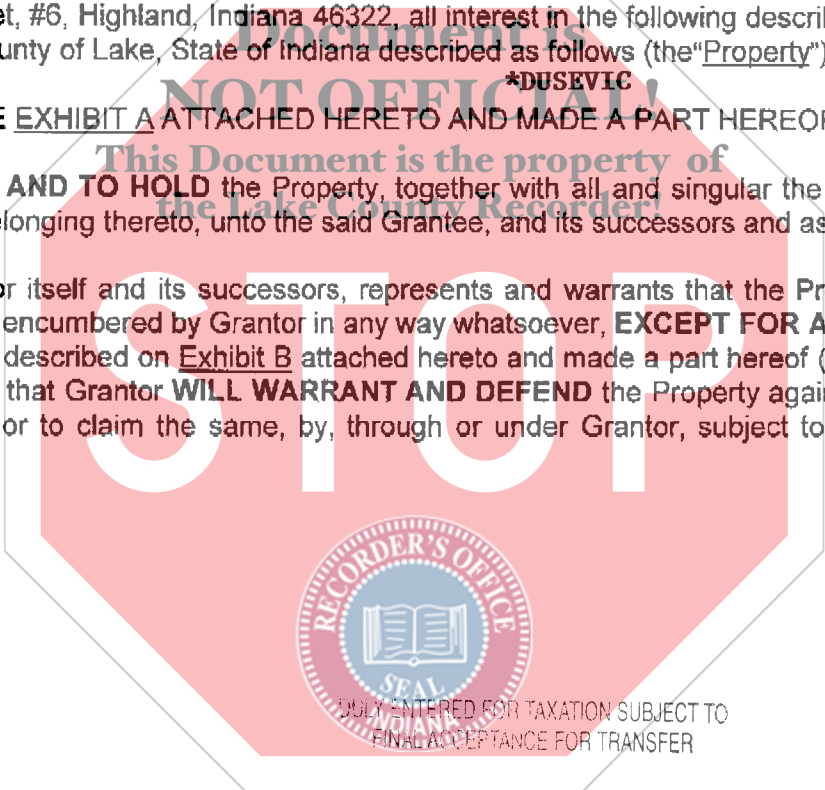 et, #6, Highland, Indiana 46322, all interest in the following descri
Document is
ounty of Lake, State of Indiana described as follows (the "Property")
*DUSEVIC
NOT OFFICIAL!
E EXHIBIT A ATTACHED HERETO AND MADE A PART HEREOF
This Document is the property of
AND TO HOLD the Property, together with all and singular the
the Lake County Recorder!
elonging thereto, unto the said Grantee, and its successors and as
or itself and its successors, represents and warrants that the Pr
encumbered by Grantor in any way whatsoever, EXCEPT FOR A
described on Exhibit B attached hereto and made a part hereof (
that Grantor WILL WARRANT AND DEFEND the Property agai
or to claim the same, by, through or under Grantor, subject to
STOP
RECORDER'S OFFICE
SEAL
INDIANA
DULY ENTERED FOR TAXATION SUBJECT TO
FINAL ACCEPTANCE FOR TRANSFER